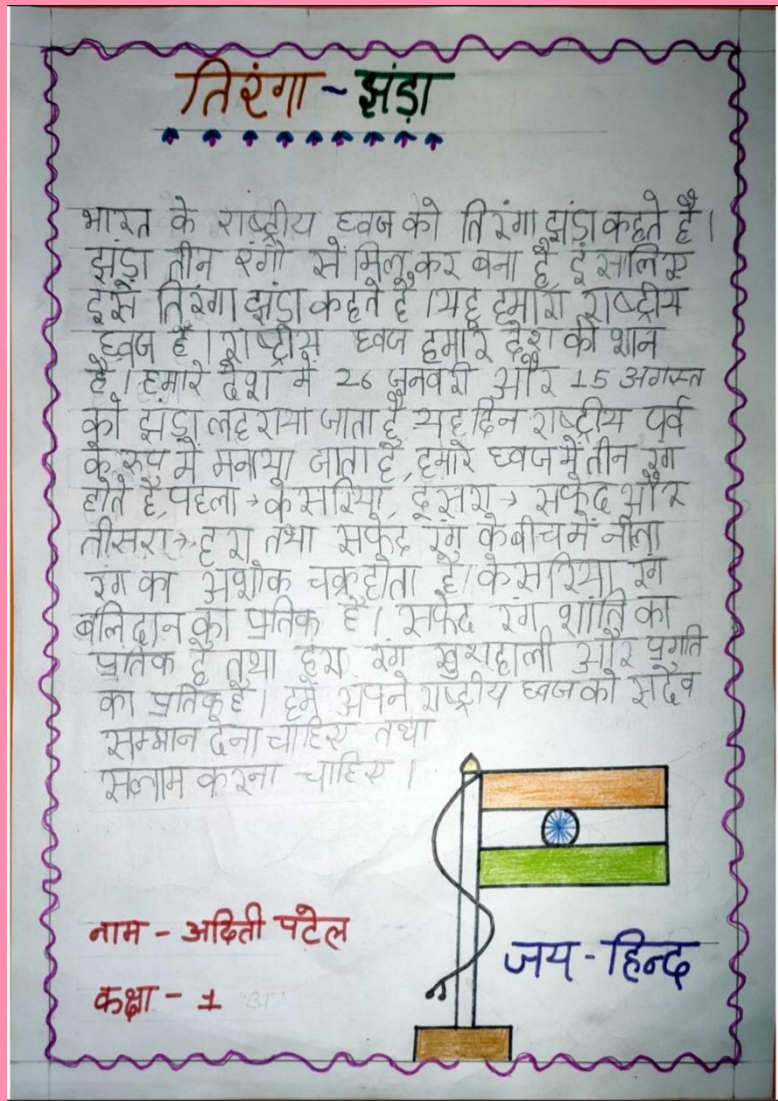 तिरंगा - झंडा
भारत के राष्ट्रीय घ्वज को तिरंगा झंडा कहते है।
झंडा तीन रंगो से मिल कर बना है, इसालिए
इसे तिरंगा झंडा कहते है। यह हमारा राष्ट्रीय
घ्वज है। राष्ट्रीय घ्वज हमारे देश की शान
है। हमारे देश में 26 जनवरी और 15 अगस्त
को झंडा लहराया जाता है, यह दिन राष्ट्रीय पर्व
के रुप में मनाया जाता है, हमारे घ्वज में तीन रंग
होते है, पहला → केसरिया, दूसरा → सफेद और
तीसरा → हरा तथा सफेद रंग के बीच में नीला
रंग का अशोक चक्र होता है। केसरिया रंग
बलिदान का प्रतिक है। सफेद रंग शांति का
प्रतिक है तथा हरा रंग खुशहाली और प्रगति
का प्रतिक है। हमें अपने राष्ट्रीय घ्वज को सदैव
सम्मान देना चाहिए तथा
सलाम करना चाहिए।
नाम - अदिती पटेल
जय - हिन्द
कक्षा - 1